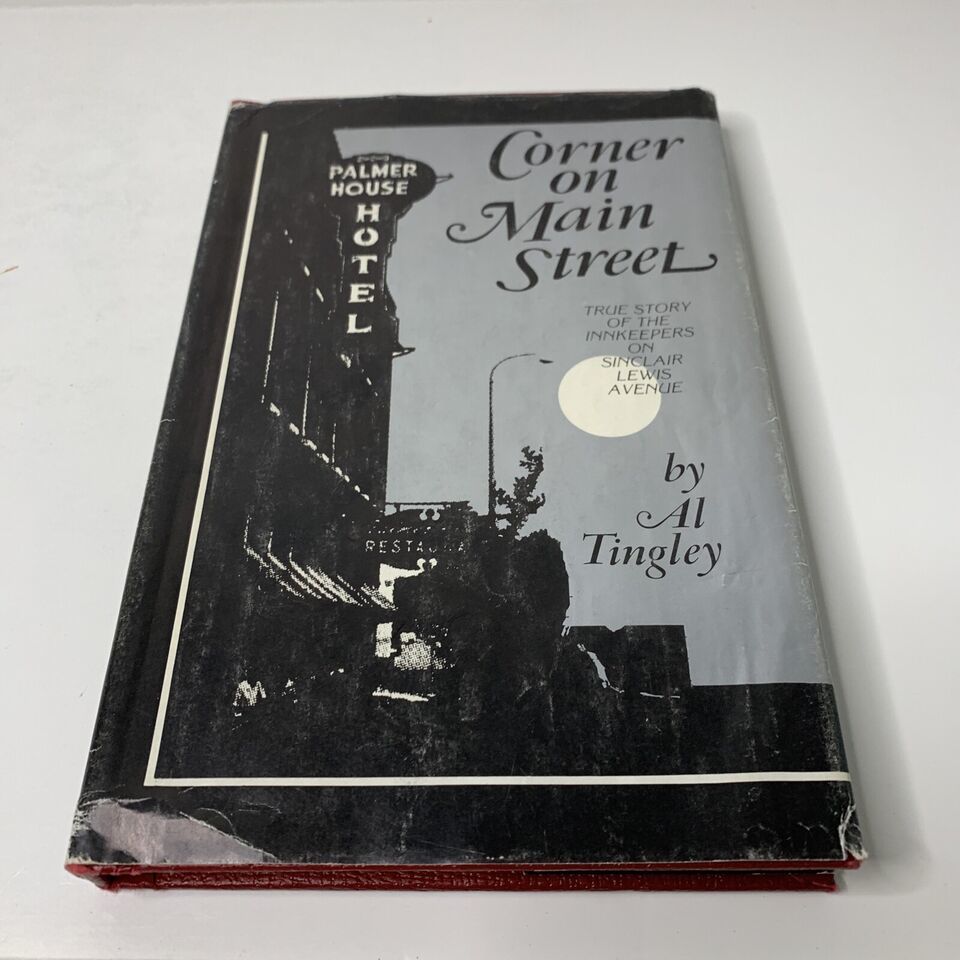 Corner
on
Main
Street
PALMER
HOUSE
HOTEL
TRUE STORY
OF THE
INNKEEPERS
ON
SINCLAIR
LEWIS
AVENUE
by
Al
Tingley